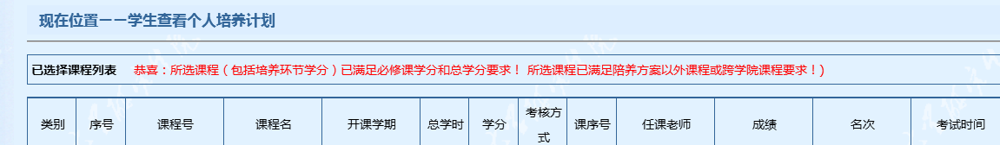 现在位置－－学生查看个人培养计划
已选择课程列表 恭喜：所选课程（包括培养环节学分）已满足必修课学分和总学分要求！ 所选课程已满足陪养方案以外课程或跨学院课程要求！)
类别 序号 课程号 课程名 开课学期 总学时 学分 考核方式 课序号 任课老师 成绩 名次 考试时间